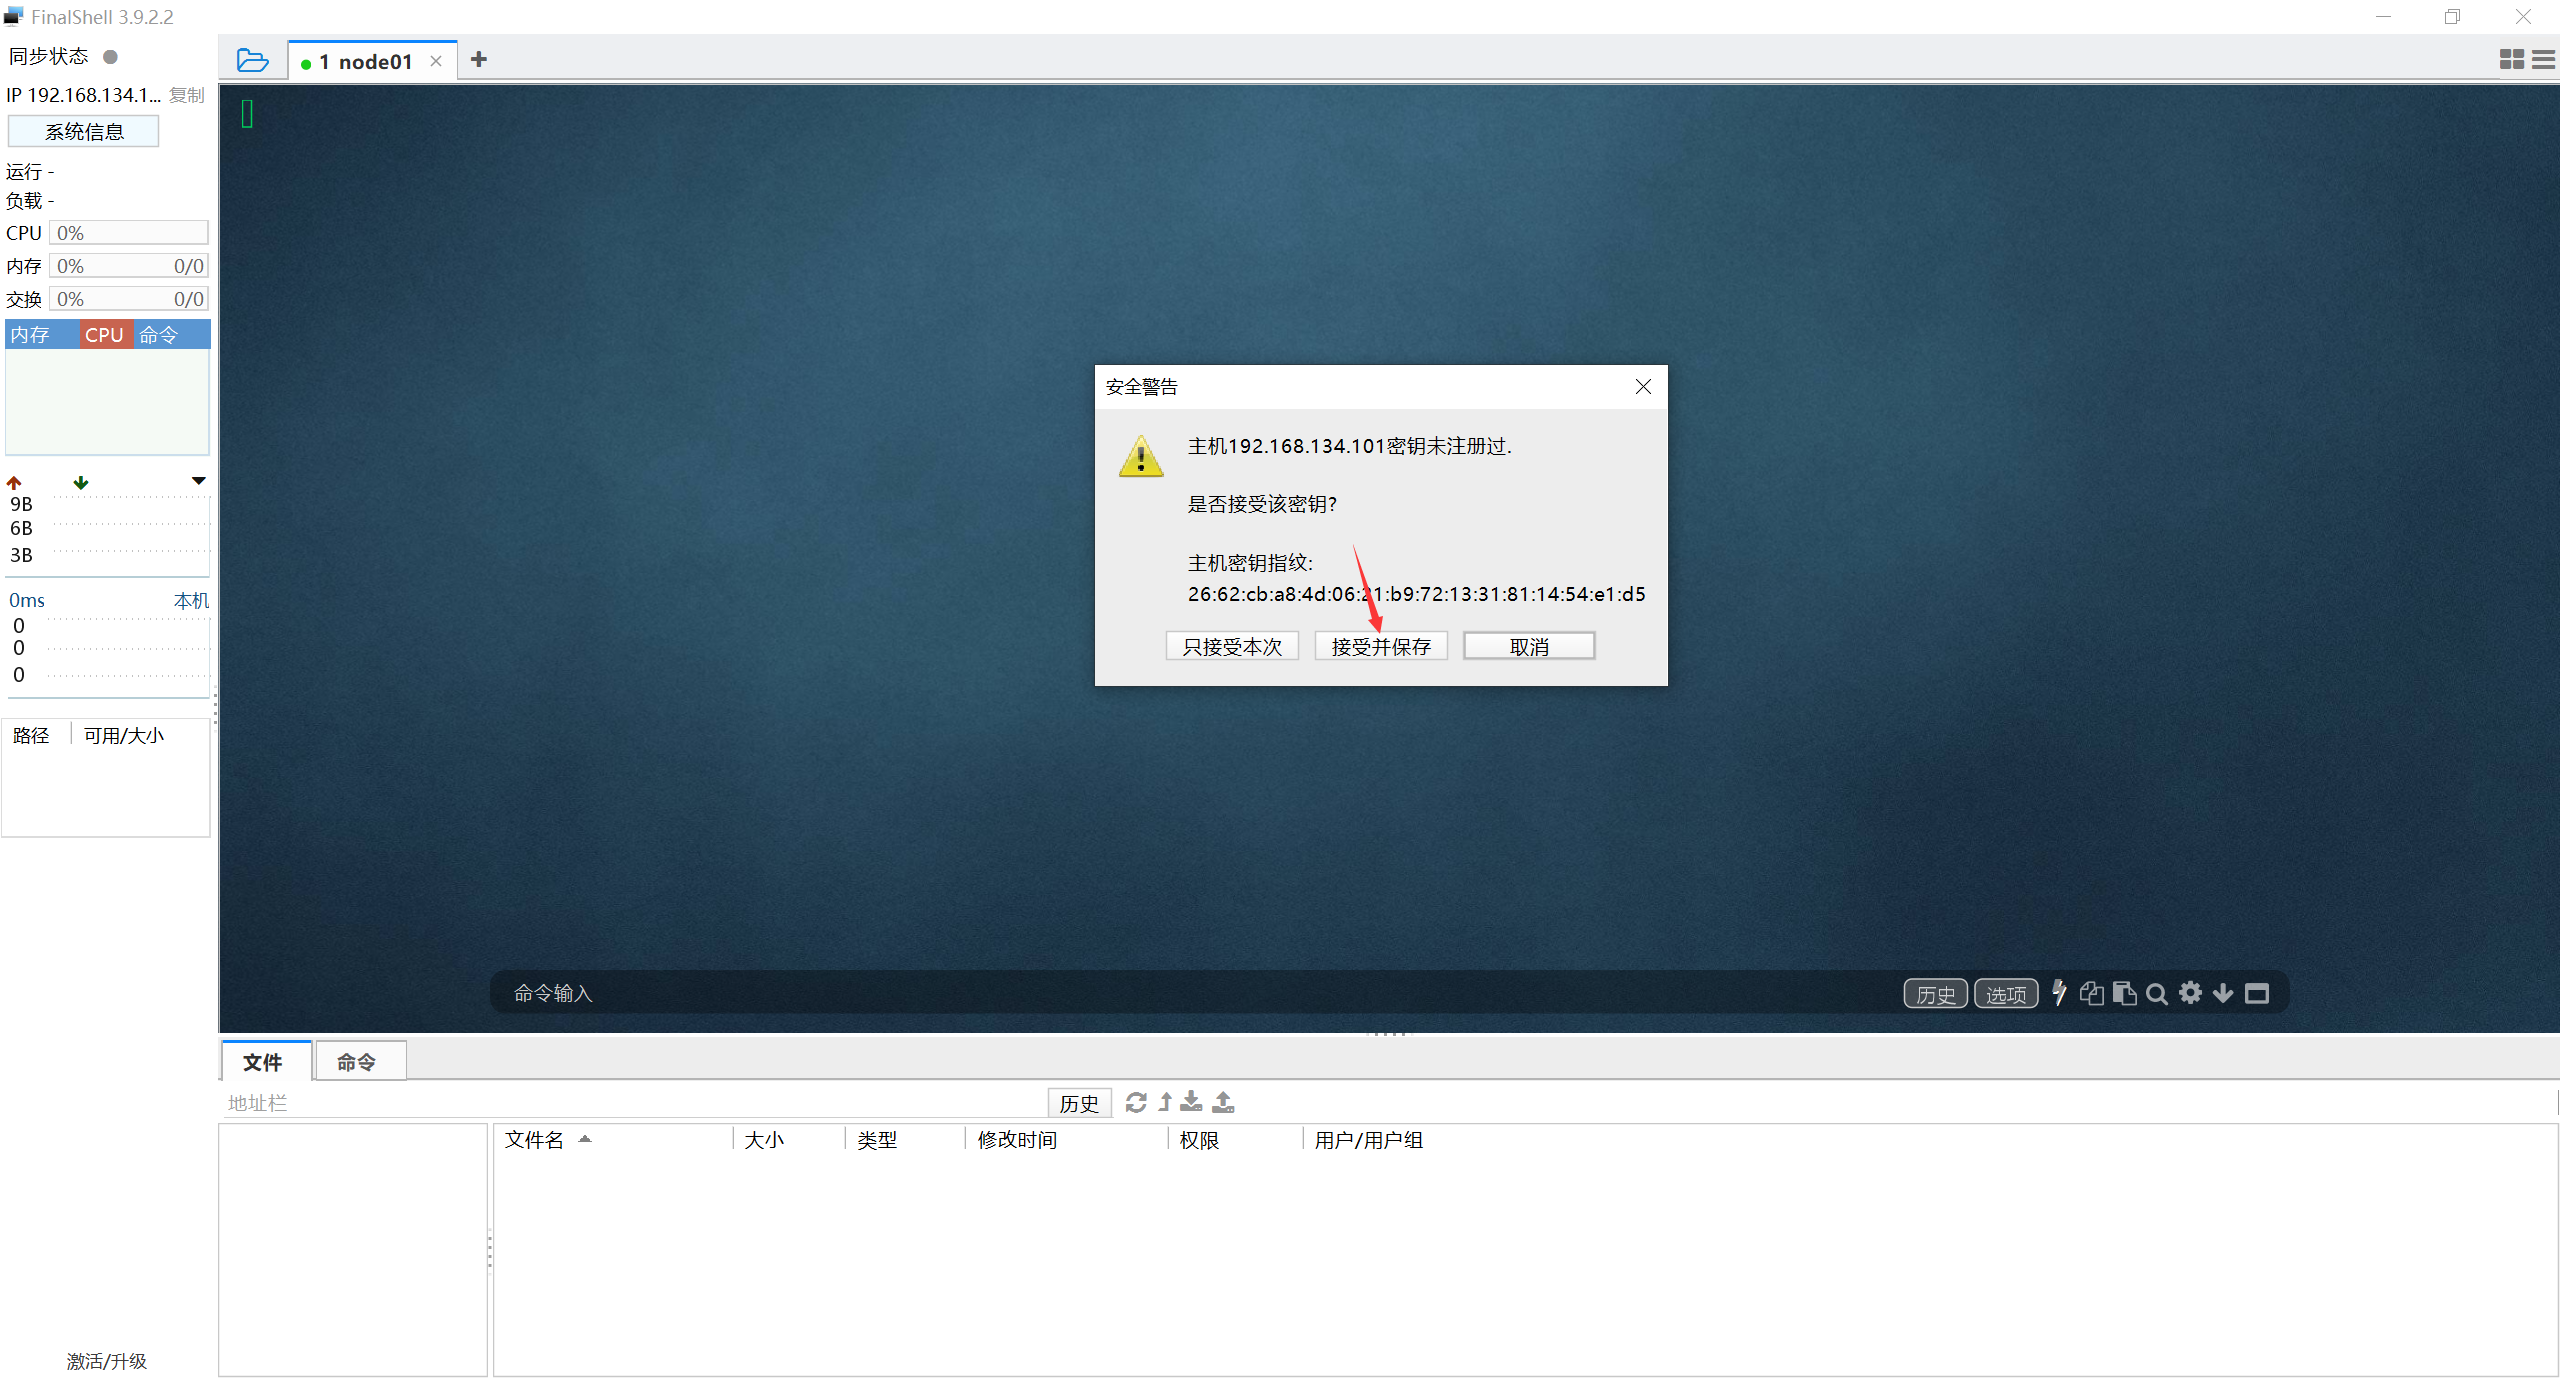 FinalShell 3.9.2.2
同步状态
IP 192.168.134.1... 复制
系统信息
运行 -
负载 -
CPU 0%
内存 0% 0/0
交换 0% 0/0
内存 CPU 命令
9B
6B
3B
0ms 本机
0
0
0
路径 可用/大小
激活/升级
1 node01
安全警告
主机192.168.134.101密钥未注册过.
是否接受该密钥?
主机密钥指纹:
26:62:cb:a8:4d:06:21:b9:72:13:31:81:14:54:e1:d5
只接受本次 接受并保存 取消
命令输入 历史 选项
文件 命令
地址栏 历史
文件名 大小 类型 修改时间 权限 用户/用户组